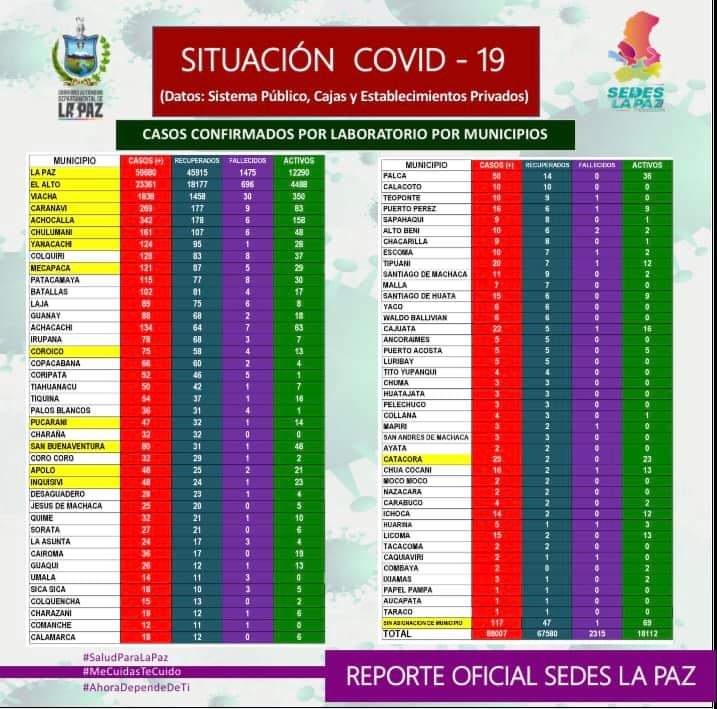 GOBIERNO AUTÓNOMO
DEPARTAMENTAL DE
LA PAZ
SITUACIÓN COVID - 19
(Datos: Sistema Público, Cajas y Establecimientos Privados)
SEDES
LA PAZ
CASOS CONFIRMADOS POR LABORATORIO POR MUNICIPIOS
MUNICIPIO CASOS (+) RECUPERADOS FALLECIDOS ACTIVOS
LA PAZ 59680 45915 1475 12290
EL ALTO 23361 18177 696 4488
VIACHA 1838 1458 30 350
CARANAVI 269 177 9 83
ACHOCALLA 342 178 6 158
CHULUMANI 161 107 6 48
YANACACHI 124 95 1 28
COLQUIRI 128 83 8 37
MECAPACA 121 87 5 29
PATACAMAYA 115 77 8 30
BATALLAS 102 81 4 17
LAJA 89 75 6 8
GUANAY 88 68 2 18
ACHACACHI 134 64 7 63
IRUPANA 78 68 3 7
COROICO 75 58 4 13
COPACABANA 66 60 2 4
CORIPATA 52 46 5 1
TIAHUANACU 50 42 1 7
TIQUINA 54 37 1 16
PALOS BLANCOS 36 31 4 1
PUCARANI 47 32 1 14
CHARAÑA 32 32 0 0
SAN BUENAVENTURA 80 31 1 48
CORO CORO 32 29 1 2
APOLO 48 25 2 21
INQUISIVI 48 24 1 23
DESAGUADERO 28 23 1 4
JESUS DE MACHACA 25 20 0 5
QUIME 32 21 1 10
SORATA 27 21 0 6
LA ASUNTA 24 17 3 4
CAIROMA 36 17 0 19
GUAQUI 26 12 1 13
UMALA 14 11 3 0
SICA SICA 18 10 3 5
COLQUENCHA 15 13 0 2
CHARAZANI 19 12 1 6
COMANCHE 12 11 1 0
CALAMARCA 18 12 0 6
MUNICIPIO CASOS (+) RECUPERADOS FALLECIDOS ACTIVOS
PALCA 50 14 0 36
CALACOTO 10 10 0 0
TEOPONTE 10 9 1 0
PUERTO PEREZ 16 6 1 9
SAPAHAQUI 9 8 0 1
ALTO BENI 10 6 2 2
CHACARILLA 9 8 0 1
ESCOMA 10 7 1 2
TIPUANI 20 7 1 12
SANTIAGO DE MACHACA 11 9 0 2
MALLA 7 7 0 0
SANTIAGO DE HUATA 15 6 0 9
YACO 6 6 0 0
WALDO BALLIVIAN 6 6 0 0
CAJUATA 22 5 1 16
ANCORAIMES 5 5 0 0
PUERTO ACOSTA 5 5 0 5
LURIBAY 5 5 0 0
TITO YUPANQUI 4 4 0 0
CHUMA 3 3 0 0
HUATAJATA 3 3 0 0
PELECHUCO 3 3 0 0
COLLANA 4 3 0 1
MAPIRI 3 2 1 0
SAN ANDRES DE MACHACA 3 3 0 0
AYATA 2 2 0 0
CATACORA 25 2 0 23
CHUA COCANI 16 2 1 13
MOCO MOCO 2 2 0 0
NAZACARA 2 2 0 0
CARABUCO 4 2 0 2
ICHOCA 14 2 0 12
HUARINA 5 1 1 3
LICOMA 15 2 0 13
TACACOMA 2 2 0 0
CAQUIAVIRI 2 1 1 0
COMBAYA 2 0 0 2
IXIAMAS 3 1 0 2
PAPEL PAMPA 1 1 0 0
AUCAPATA 1 1 0 0
TARACO 1 1 0 0
SIN ASIGNACION DE MUNICIPIO 117 47 1 69
TOTAL 88007 67580 2315 18112
#SaludParaLaPaz
#MeCuidasTeCuido
#AhoraDependeDeTi
REPORTE OFICIAL SEDES LA PAZ